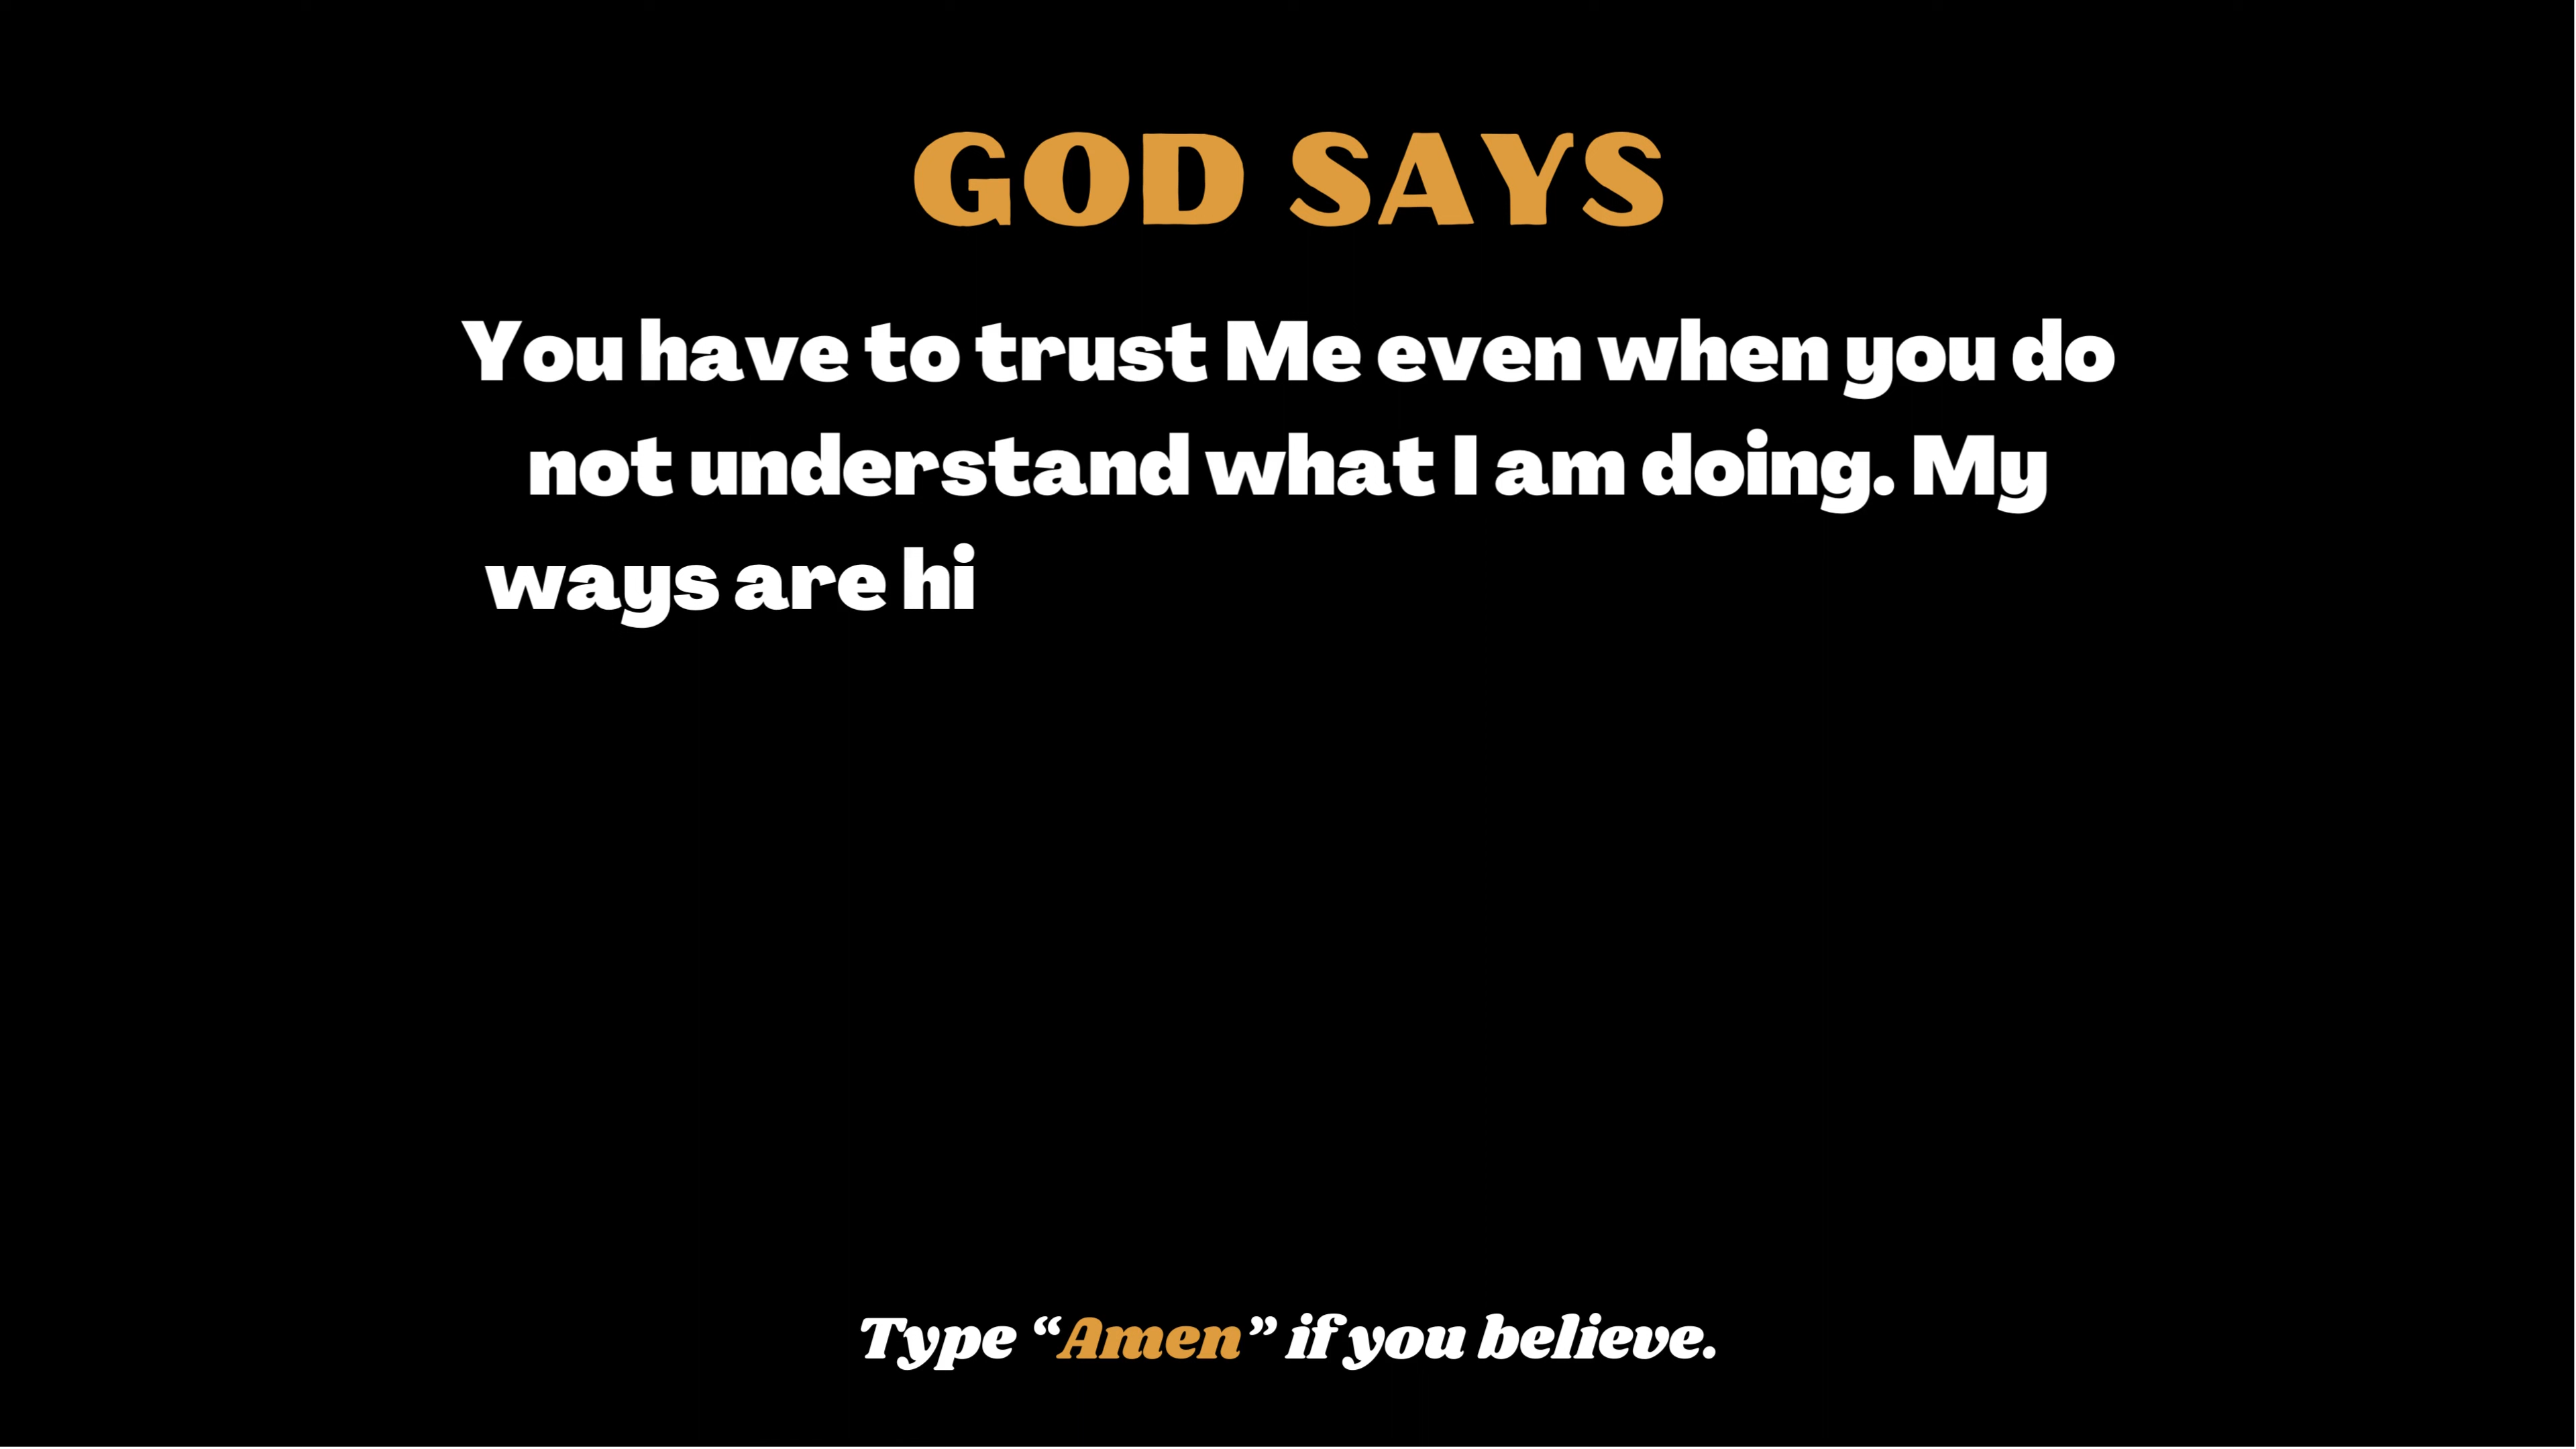 GOD SAYS
You have to trust Me even when you do
not understand what I am doing. My
ways are hi
Type “Amen” if you believe.